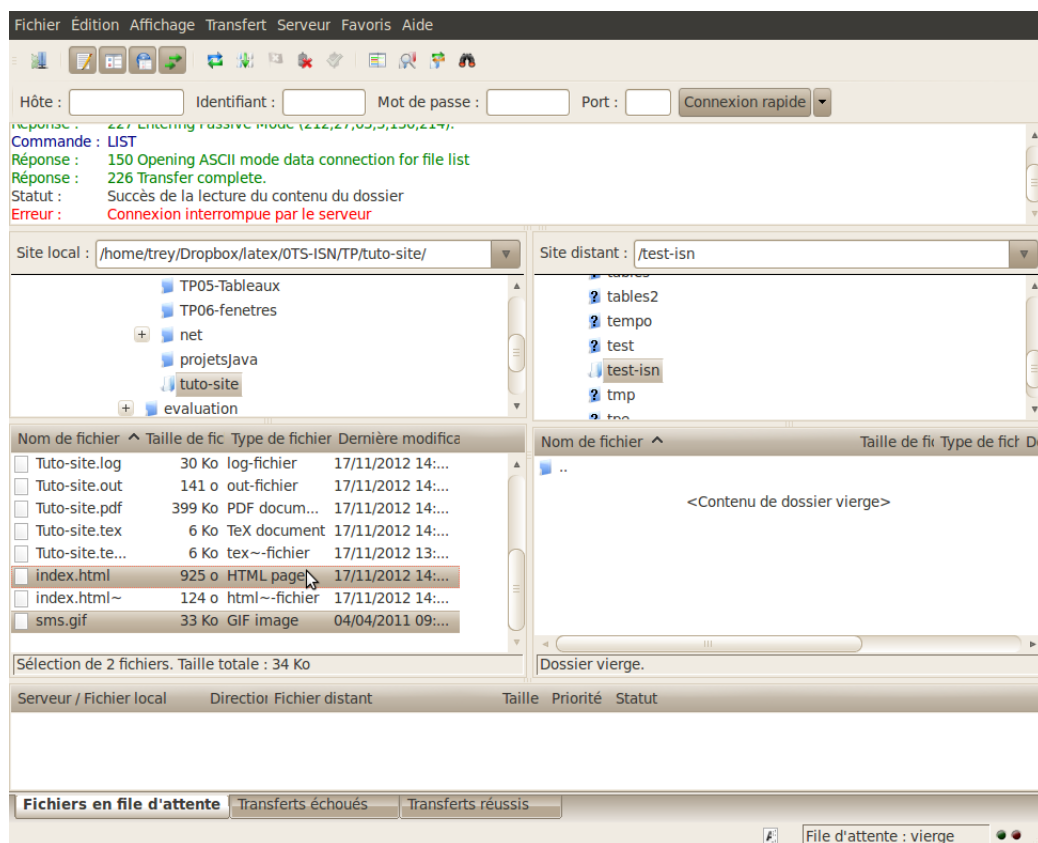 Fichier Édition Affichage Transfert Serveur Favoris Aide
Hôte : Identifiant : Mot de passe : Port : Connexion rapide
Réponse : 227 Entering Passive Mode
Commande : LIST
Réponse : 150 Opening ASCII mode data connection for file list
Réponse : 226 Transfer complete.
Statut : Succès de la lecture du contenu du dossier
Erreur : Connexion interrompue par le serveur
Site local : /home/trey/Dropbox/latex/0TS-ISN/TP/tuto-site/
TP05-Tableaux
TP06-fenetres
net
projetsJava
tuto-site
evaluation
Site distant : /test-isn
tables2
tempo
test
test-isn
tmp
Nom de fichier Taille de fic Type de fichier Dernière modifica
Tuto-site.log 30 Ko log-fichier 17/11/2012 14:...
Tuto-site.out 141 o out-fichier 17/11/2012 14:...
Tuto-site.pdf 399 Ko PDF docum... 17/11/2012 14:...
Tuto-site.tex 6 Ko TeX document 17/11/2012 14:...
Tuto-site.te... 6 Ko tex~-fichier 17/11/2012 13:...
index.html 925 o HTML page 17/11/2012 14:...
index.html~ 124 o html~-fichier 17/11/2012 14:...
sms.gif 33 Ko GIF image 04/04/2011 09:...
Sélection de 2 fichiers. Taille totale : 34 Ko
Nom de fichier Taille de fic Type de fich D
..
<Contenu de dossier vierge>
Dossier vierge.
Serveur / Fichier local Direction Fichier distant Taille Priorité Statut
Fichiers en file d'attente Transferts échoués Transferts réussis
File d'attente : vierge